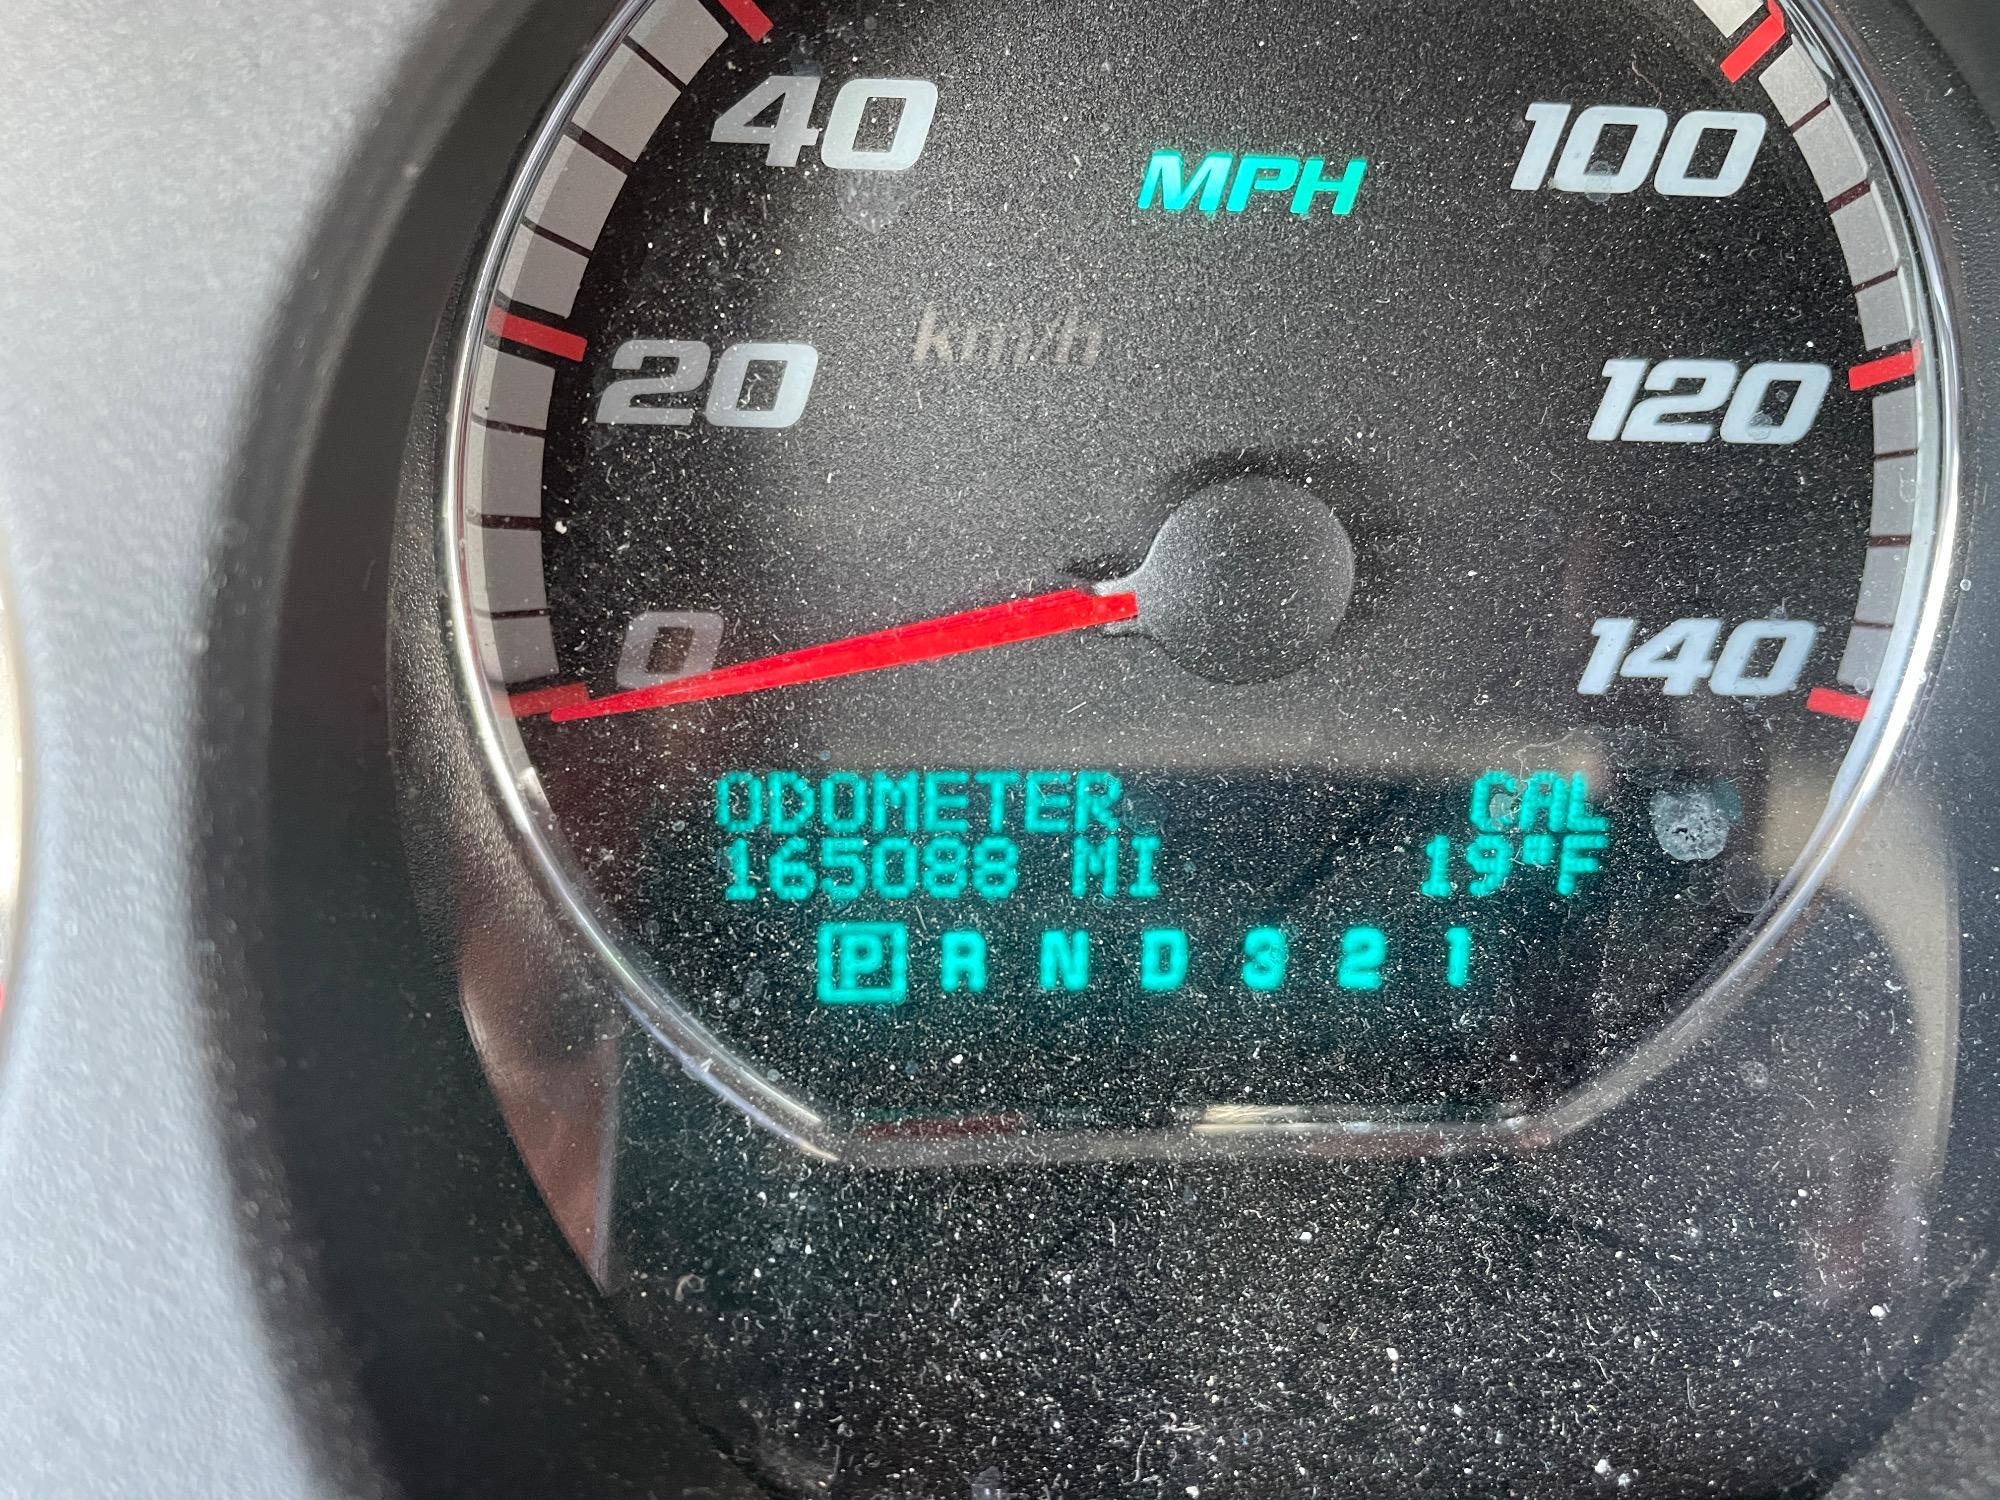 40
100
MPH
km/h
20
120
0
140
ODOMETER CAL
165088 MI 19°F
P R N D 3 2 1